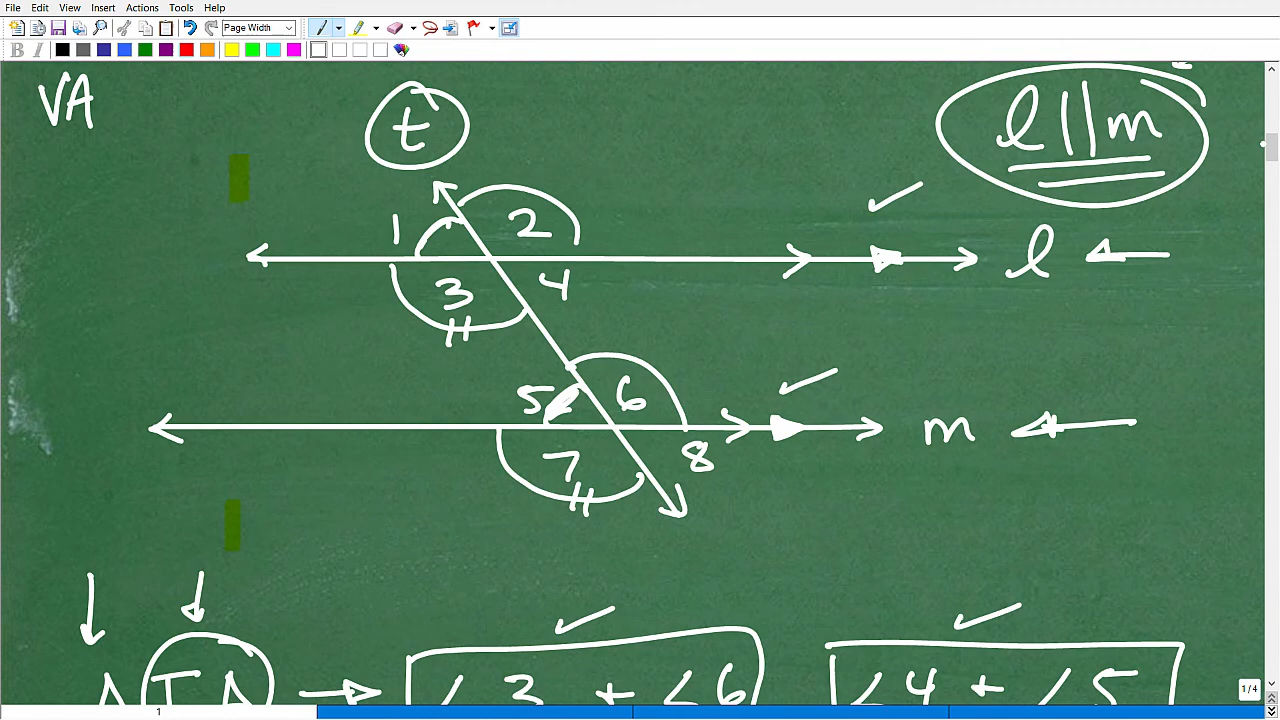 File Edit View Insert Actions Tools Help
Page Width
B I
VA
t
l || m
1 2
l
3 4
5 6
m
7 8
AIA → ∠3 + ∠6 ∠4 + ∠5
1/4
1